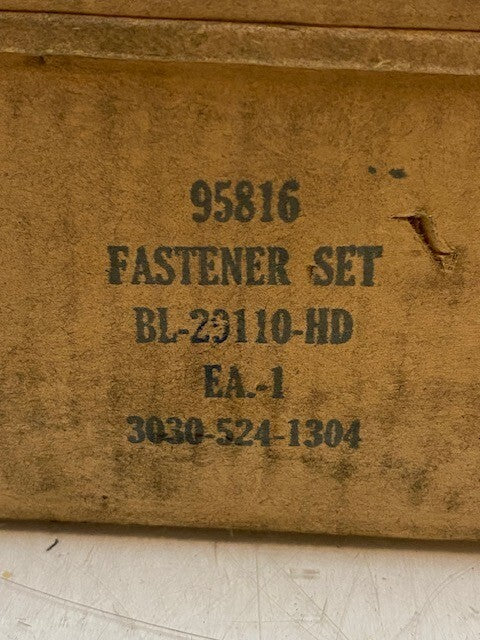 95816
FASTENER SET
BL-29110-HD
EA.-1
3030-524-1304